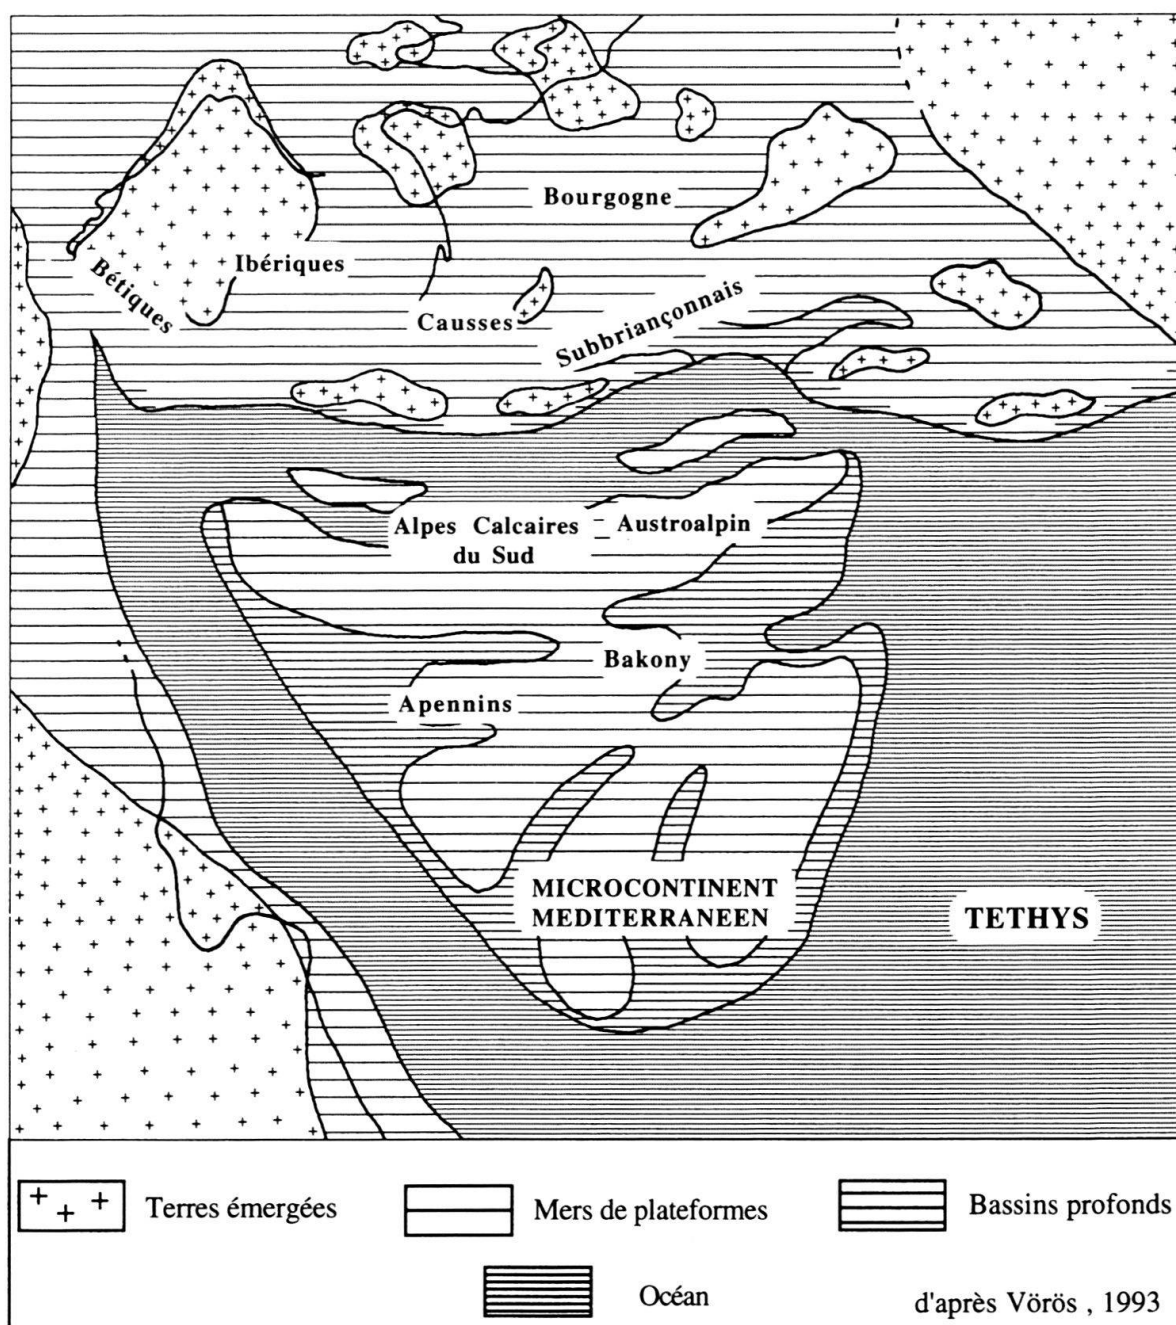 Bourgogne
Ibériques
Bétiques
Causses
Subbriançonnais
Alpes Calcaires
du Sud
Austroalpin
Bakony
Apennins
MICROCONTINENT
MEDITERRANEEN
TETHYS
Terres émergées
Mers de plateformes
Bassins profonds
Océan
d'après Vörös , 1993